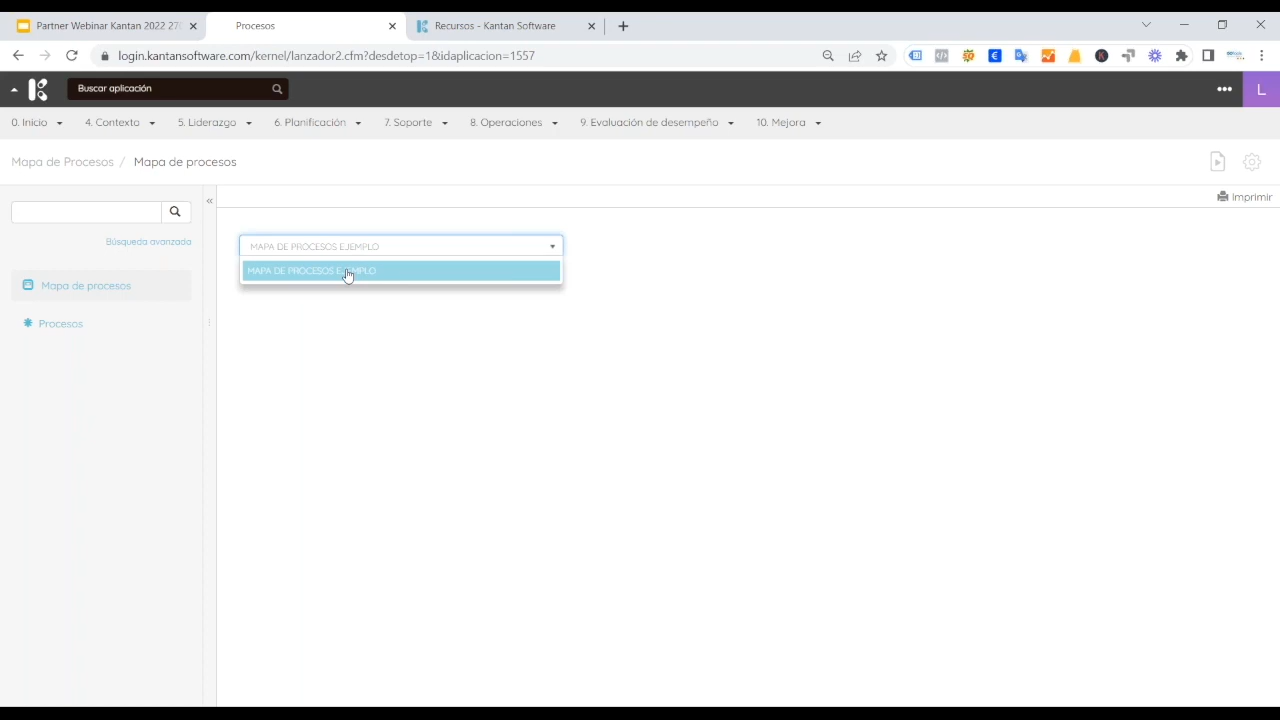 Partner Webinar Kantan 2022 270
Procesos
Recursos - Kantan Software
login.kantansoftware.com/kernel/lanzador2.cfm?desdetop=1&idaplicacion=1557
Buscar aplicación
L
0. Inicio
4. Contexto
5. Liderazgo
6. Planificación
7. Soporte
8. Operaciones
9. Evaluación de desempeño
10. Mejora
Mapa de Procesos / Mapa de procesos
Imprimir
Búsqueda avanzada
MAPA DE PROCESOS EJEMPLO
MAPA DE PROCESOS EJEMPLO
Mapa de procesos
Procesos